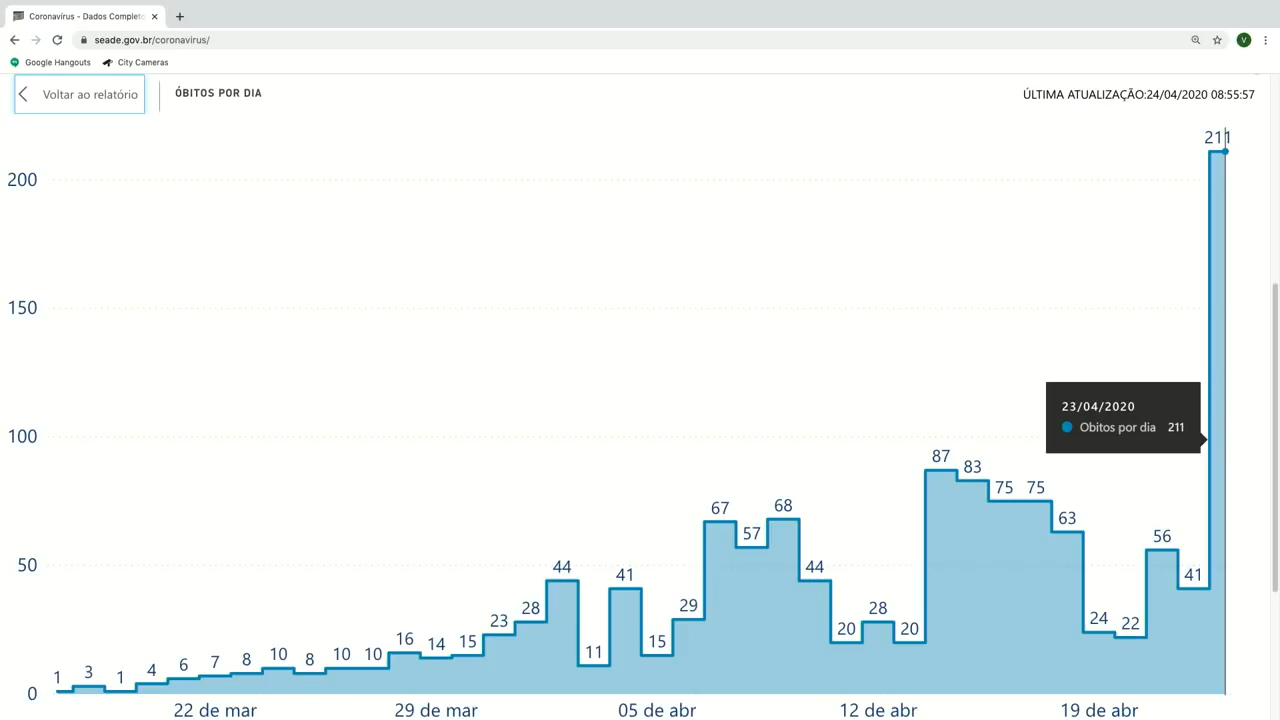 Coronavírus - Dados Completo
seade.gov.br/coronavirus/
V
Google Hangouts City Cameras
Voltar ao relatório
ÓBITOS POR DIA
ÚLTIMA ATUALIZAÇÃO:24/04/2020 08:55:57
211
200
150
23/04/2020
Obitos por dia 211
100
87
83
75 75
63
67
57
68
56
50
44
41
44
41
1 3 1 4 6 7 8 10 8 10 10 16 14 15 23 28 11 15 29 20 28 20 24 22
0
22 de mar 29 de mar 05 de abr 12 de abr 19 de abr